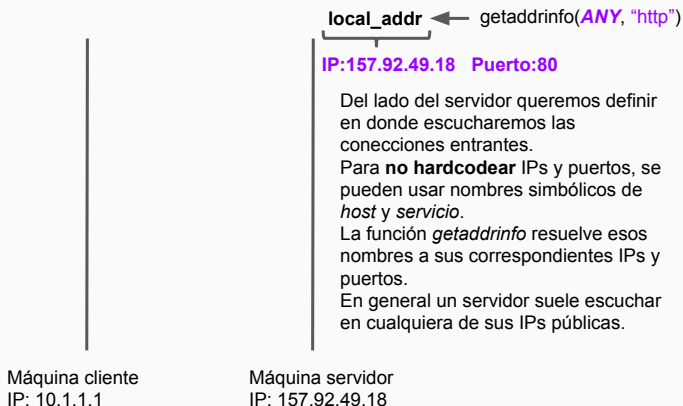 local_addr getaddrinfo(ANY, “http”)
IP:157.92.49.18 Puerto:80
Del lado del servidor queremos definir
en donde escucharemos las
conecciones entrantes.
Para no hardcodear IPs y puertos, se
pueden usar nombres simbólicos de
host y servicio.
La función getaddrinfo resuelve esos
nombres a sus correspondientes IPs y
puertos.
En general un servidor suele escuchar
en cualquiera de sus IPs públicas.
Máquina cliente
IP: 10.1.1.1
Máquina servidor
IP: 157.92.49.18